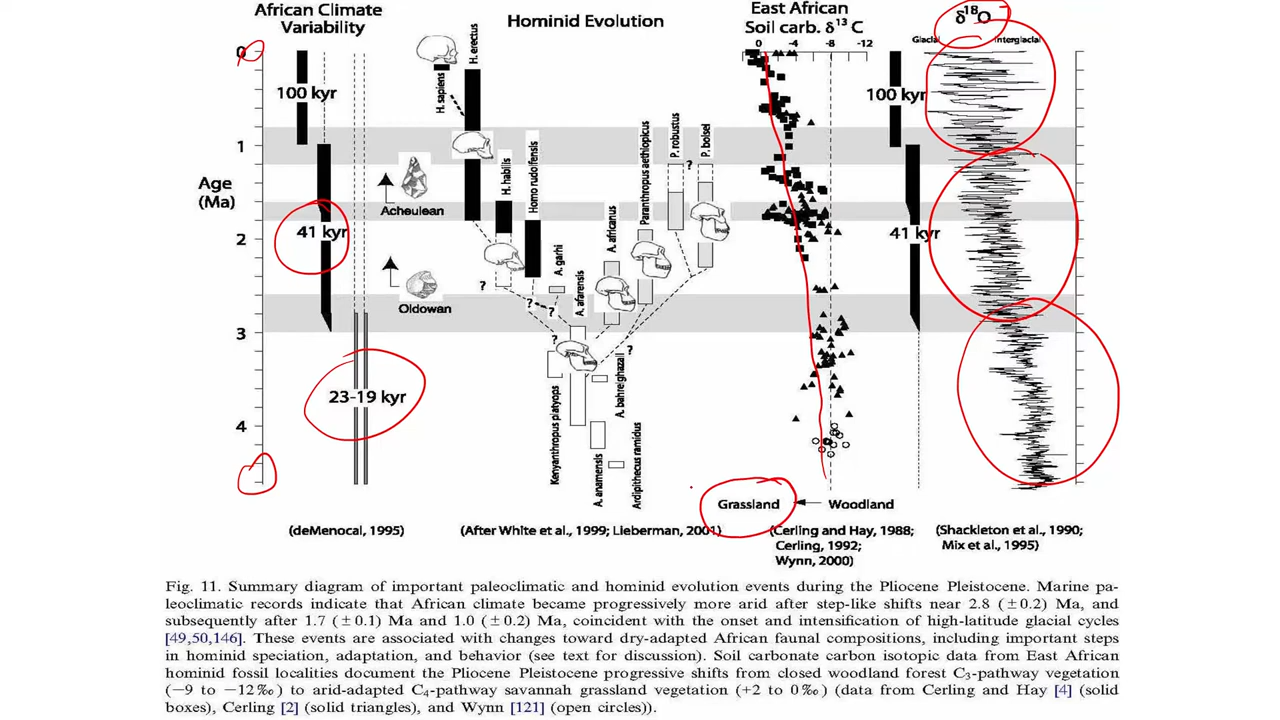 African Climate
Variability
Hominid Evolution
East African
Soil carb. δ¹³ C
δ¹⁸O
0 -4 -8 -12
Glacial Interglacial
0
1
2
3
4
Age
(Ma)
100 kyr
41 kyr
23-19 kyr
Acheulean
Oldowan
H. sapiens
H. erectus
H. habilis
Homo rudolfensis
A. garhi
A. afarensis
A. africanus
Paranthropus aethiopicus
P. robustus
P. boisei
?
?
?
?
?
?
?
Kenyanthropus platyops
A. anamensis
A. bahrelghazali
Ardipithecus ramidus
100 kyr
41 kyr
Grassland
Woodland
(deMenocal, 1995)
(After White et al., 1999; Lieberman, 2001)
(Cerling and Hay, 1988;
Cerling, 1992;
Wynn, 2000)
(Shackleton et al., 1990;
Mix et al., 1995)
Fig. 11. Summary diagram of important paleoclimatic and hominid evolution events during the Pliocene Pleistocene. Marine pa-
leoclimatic records indicate that African climate became progressively more arid after step-like shifts near 2.8 (±0.2) Ma, and
subsequently after 1.7 (±0.1) Ma and 1.0 (±0.2) Ma, coincident with the onset and intensification of high-latitude glacial cycles
[49,50,146]. These events are associated with changes toward dry-adapted African faunal compositions, including important steps
in hominid speciation, adaptation, and behavior (see text for discussion). Soil carbonate carbon isotopic data from East African
hominid fossil localities document the Pliocene Pleistocene progressive shifts from closed woodland forest C₃-pathway vegetation
(−9 to −12‰) to arid-adapted C₄-pathway savannah grassland vegetation (+2 to 0‰) (data from Cerling and Hay [4] (solid
boxes), Cerling [2] (solid triangles), and Wynn [121] (open circles)).